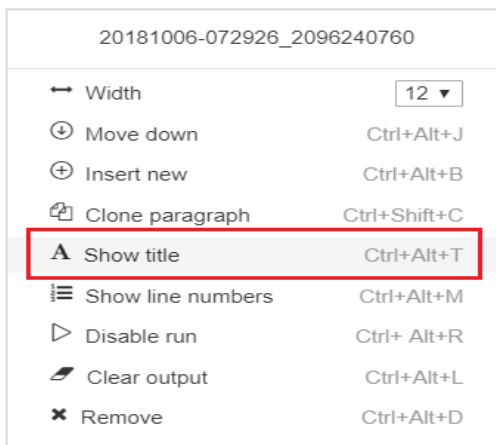 20181006-072926_2096240760
Width 12
Move down Ctrl+Alt+J
Insert new Ctrl+Alt+B
Clone paragraph Ctrl+Shift+C
A Show title Ctrl+Alt+T
Show line numbers Ctrl+Alt+M
Disable run Ctrl+ Alt+R
Clear output Ctrl+Alt+L
Remove Ctrl+Alt+D